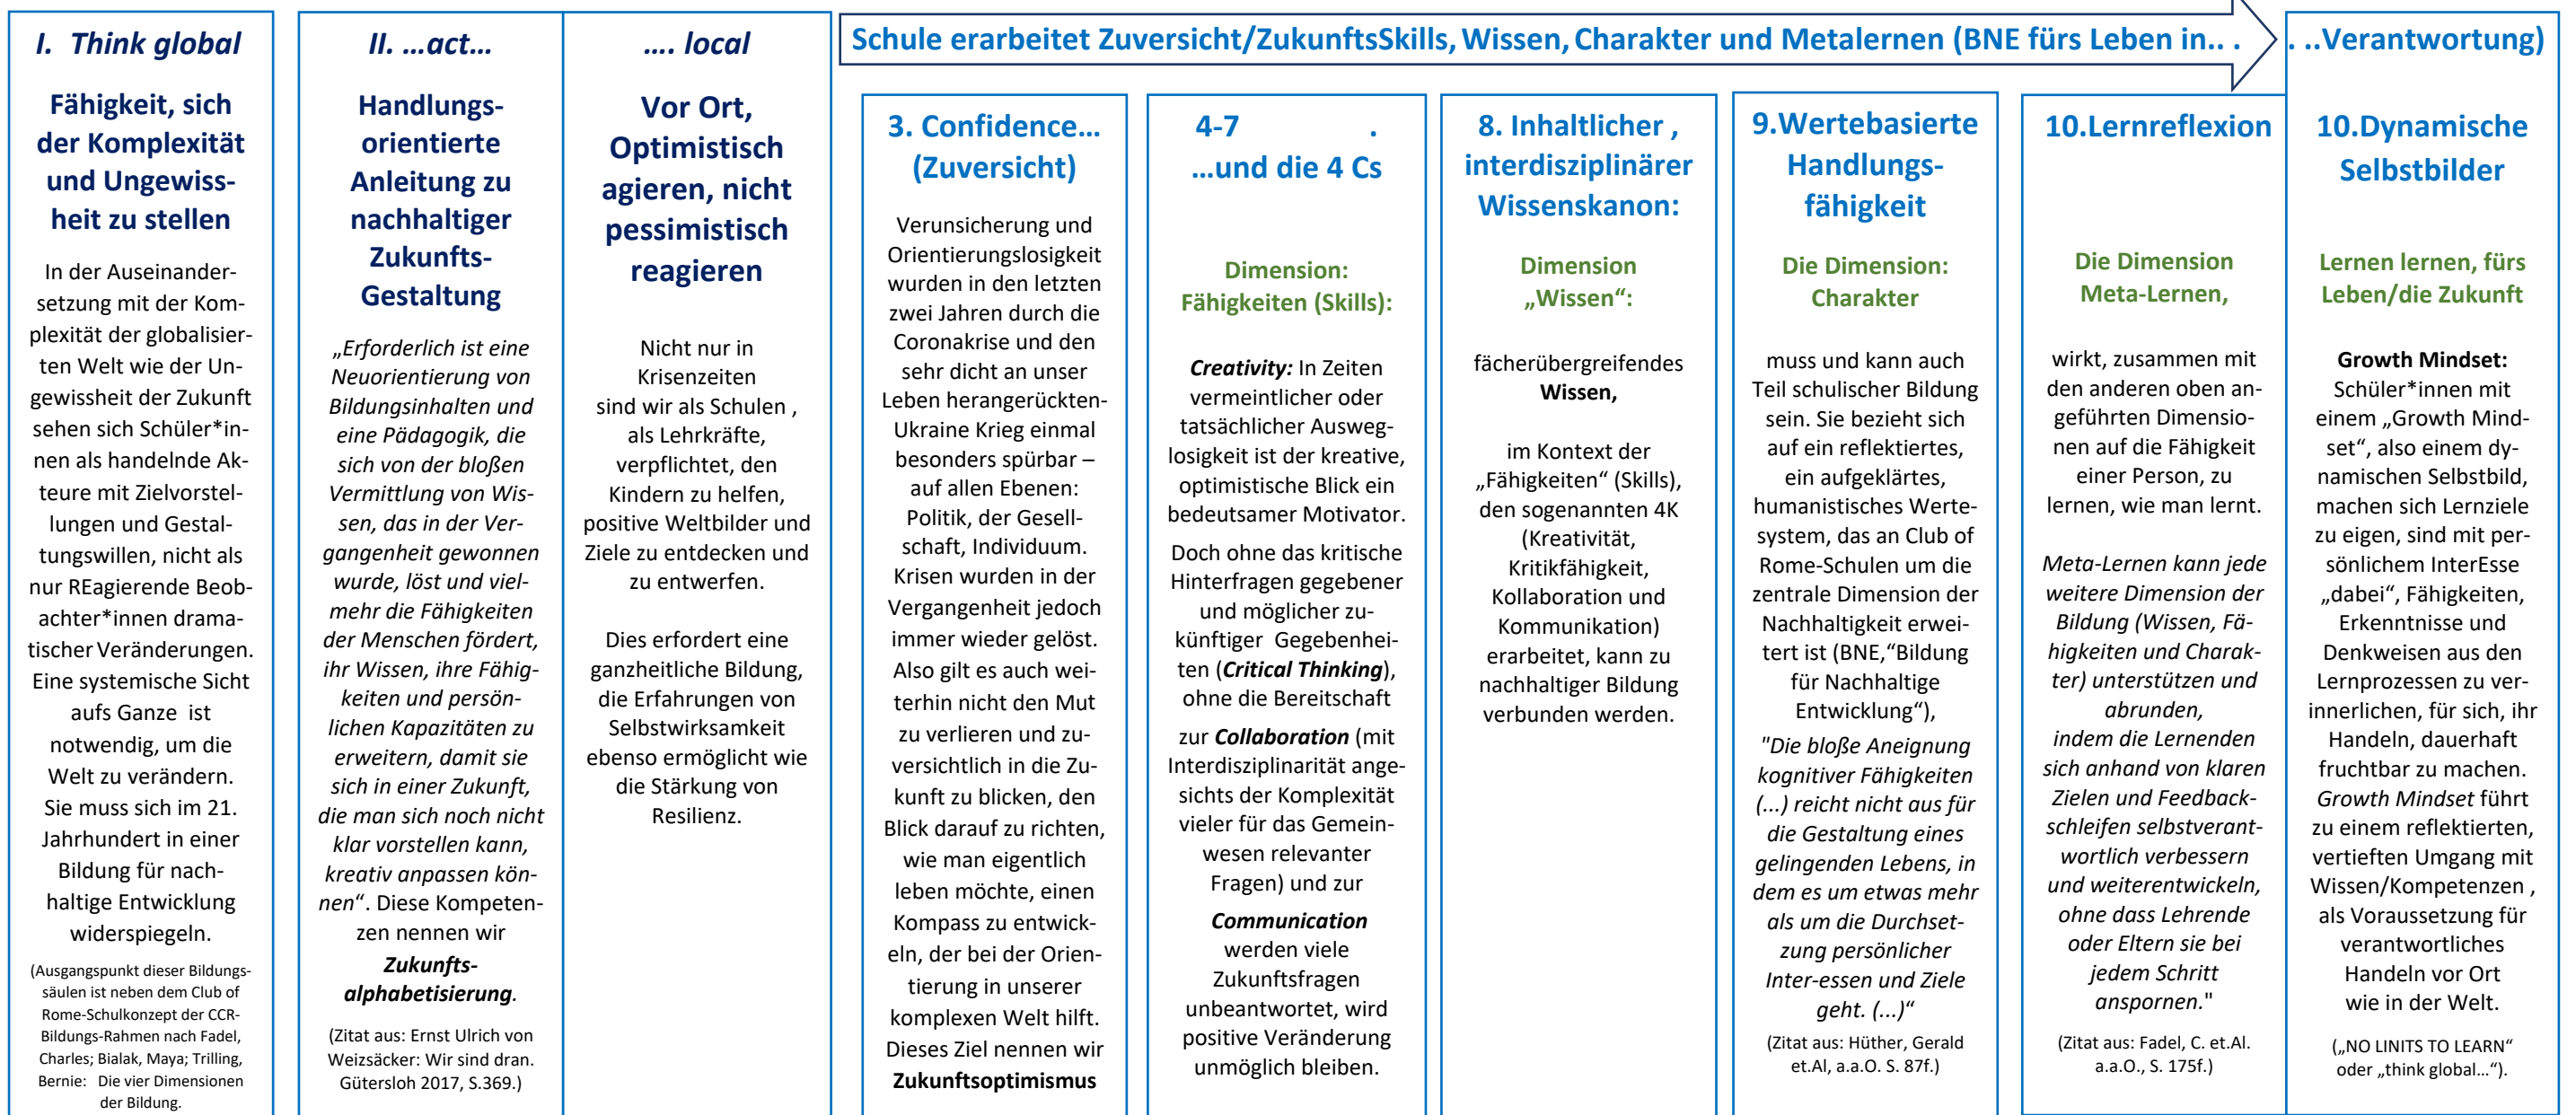 I. Think global
Fähigkeit, sich
der Komplexität
und Ungewiss-
heit zu stellen
In der Auseinander-
setzung mit der Kom-
plexität der globalisier-
ten Welt wie der Un-
gewissheit der Zukunft
sehen sich Schüler*in-
nen als handelnde Ak-
teure mit Zielvorstel-
lungen und Gestal-
tungswillen, nicht als
nur REagierende Beob-
achter*innen drama-
tischer Veränderungen.
Eine systemische Sicht
aufs Ganze ist
notwendig, um die
Welt zu verändern.
Sie muss sich im 21.
Jahrhundert in einer
Bildung für nach-
haltige Entwicklung
widerspiegeln.
(Ausgangspunkt dieser Bildungs-
säulen ist neben dem Club of
Rome-Schulkonzept der CCR-
Bildungs-Rahmen nach Fadel,
Charles; Bialak, Maya; Trilling,
Bernie: Die vier Dimensionen
der Bildung.
II. ...act...
Handlungs-
orientierte
Anleitung zu
nachhaltiger
Zukunfts-
Gestaltung
„Erforderlich ist eine
Neuorientierung von
Bildungsinhalten und
eine Pädagogik, die
sich von der bloßen
Vermittlung von Wis-
sen, das in der Ver-
gangenheit gewonnen
wurde, löst und viel-
mehr die Fähigkeiten
der Menschen fördert,
ihr Wissen, ihre Fähig-
keiten und persön-
lichen Kapazitäten zu
erweitern, damit sie
sich in einer Zukunft,
die man sich noch nicht
klar vorstellen kann,
kreativ anpassen kön-
nen“. Diese Kompeten-
zen nennen wir
Zukunfts-
alphabetisierung.
(Zitat aus: Ernst Ulrich von
Weizsäcker: Wir sind dran.
Gütersloh 2017, S.369.)
.... local
Vor Ort,
Optimistisch
agieren, nicht
pessimistisch
reagieren
Nicht nur in
Krisenzeiten
sind wir als Schulen ,
als Lehrkräfte,
verpflichtet, den
Kindern zu helfen,
positive Weltbilder und
Ziele zu entdecken und
zu entwerfen.
Dies erfordert eine
ganzheitliche Bildung,
die Erfahrungen von
Selbstwirksamkeit
ebenso ermöglicht wie
die Stärkung von
Resilienz.
Schule erarbeitet Zuversicht/ZukunftsSkills, Wissen, Charakter und Metalernen (BNE fürs Leben in.. . . ..Verantwortung)
3. Confidence...
(Zuversicht)
Verunsicherung und
Orientierungslosigkeit
wurden in den letzten
zwei Jahren durch die
Coronakrise und den
sehr dicht an unser
Leben herangerückten-
Ukraine Krieg einmal
besonders spürbar –
auf allen Ebenen:
Politik, der Gesell-
schaft, Individuum.
Krisen wurden in der
Vergangenheit jedoch
immer wieder gelöst.
Also gilt es auch wei-
terhin nicht den Mut
zu verlieren und zu-
versichtlich in die Zu-
kunft zu blicken, den
Blick darauf zu richten,
wie man eigentlich
leben möchte, einen
Kompass zu entwick-
eln, der bei der Orien-
tierung in unserer
komplexen Welt hilft.
Dieses Ziel nennen wir
Zukunftsoptimismus
4-7 .
...und die 4 Cs
Dimension:
Fähigkeiten (Skills):
Creativity: In Zeiten
vermeintlicher oder
tatsächlicher Ausweg-
losigkeit ist der kreative,
optimistische Blick ein
bedeutsamer Motivator.
Doch ohne das kritische
Hinterfragen gegebener
und möglicher zu-
künftiger Gegebenhei-
ten (Critical Thinking),
ohne die Bereitschaft
zur Collaboration (mit
Interdisziplinarität ange-
sichts der Komplexität
vieler für das Gemein-
wesen relevanter
Fragen) und zur
Communication
werden viele
Zukunftsfragen
unbeantwortet, wird
positive Veränderung
unmöglich bleiben.
8. Inhaltlicher ,
interdisziplinärer
Wissenskanon:
Dimension
„Wissen“:
fächerübergreifendes
Wissen,
im Kontext der
„Fähigkeiten“ (Skills),
den sogenannten 4K
(Kreativität,
Kritikfähigkeit,
Kollaboration und
Kommunikation)
erarbeitet, kann zu
nachhaltiger Bildung
verbunden werden.
9.Wertebasierte
Handlungs-
fähigkeit
Die Dimension:
Charakter
muss und kann auch
Teil schulischer Bildung
sein. Sie bezieht sich
auf ein reflektiertes,
ein aufgeklärtes,
humanistisches Werte-
system, das an Club of
Rome-Schulen um die
zentrale Dimension der
Nachhaltigkeit erwei-
tert ist (BNE,“Bildung
für Nachhaltige
Entwicklung“),
"Die bloße Aneignung
kognitiver Fähigkeiten
(...) reicht nicht aus für
die Gestaltung eines
gelingenden Lebens, in
dem es um etwas mehr
als um die Durchset-
zung persönlicher
Inter-essen und Ziele
geht. (...)“
(Zitat aus: Hüther, Gerald
et.Al, a.a.O. S. 87f.)
10.Lernreflexion
Die Dimension
Meta-Lernen,
wirkt, zusammen mit
den anderen oben an-
geführten Dimensio-
nen auf die Fähigkeit
einer Person, zu
lernen, wie man lernt.
Meta-Lernen kann jede
weitere Dimension der
Bildung (Wissen, Fä-
higkeiten und Charak-
ter) unterstützen und
abrunden,
indem die Lernenden
sich anhand von klaren
Zielen und Feedback-
schleifen selbstverant-
wortlich verbessern
und weiterentwickeln,
ohne dass Lehrende
oder Eltern sie bei
jedem Schritt
anspornen."
(Zitat aus: Fadel, C. et.Al.
a.a.O., S. 175f.)
10.Dynamische
Selbstbilder
Lernen lernen, fürs
Leben/die Zukunft
Growth Mindset:
Schüler*innen mit
einem „Growth Mind-
set“, also einem dy-
namischen Selbstbild,
machen sich Lernziele
zu eigen, sind mit per-
sönlichem InterEsse
„dabei“, Fähigkeiten,
Erkenntnisse und
Denkweisen aus den
Lernprozessen zu ver-
innerlichen, für sich, ihr
Handeln, dauerhaft
fruchtbar zu machen.
Growth Mindset führt
zu einem reflektierten,
vertieften Umgang mit
Wissen/Kompetenzen ,
als Voraussetzung für
verantwortliches
Handeln vor Ort
wie in der Welt.
(„NO LINITS TO LEARN“
oder „think global...“).